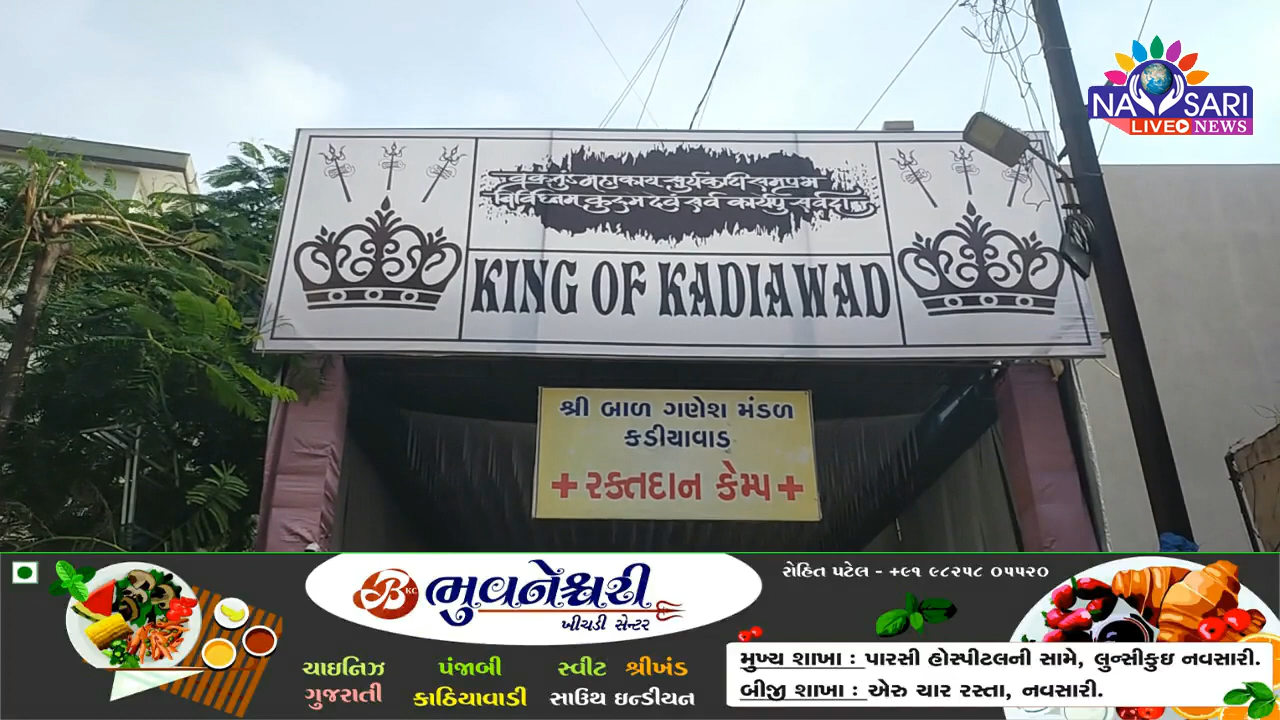 NAVSARI
LIVE NEWS
वक्रतुण्ड महाकाय सूर्यकोटी समप्रभ
निर्विघ्नम कुरुम देव सर्व कार्येषु सर्वदा
KING OF KADIAWAD
શ્રી બાળ ગણેશ મંડળ
કડીયાવાડ
+ રક્તદાન કેમ્પ +
KC
ભુવનેશ્વરી
ખીચડી સેન્ટર
રોહિત પટેલ - +૯૧ ૯૮૨૫૮ ૦૫૫૨૦
ચાઇનિઝ પંજાબી સ્વીટ શ્રીખંડ
ગુજરાતી કાઠિયાવાડી સાઉથ ઇન્ડીયન
મુખ્ય શાખા : પારસી હોસ્પીટલની સામે, લુન્સીકુઇ નવસારી.
બીજી શાખા : એરુ ચાર રસ્તા, નવસારી.